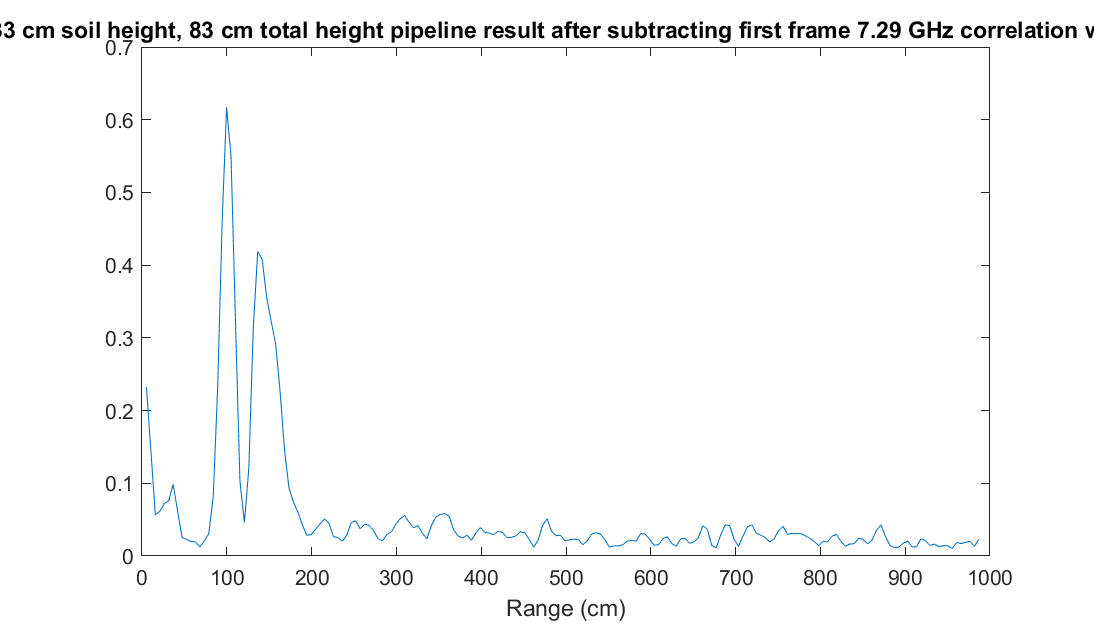 33 cm soil height, 83 cm total height pipeline result after subtracting first frame 7.29 GHz correlation
0.7
0.6
0.5
0.4
0.3
0.2
0.1
0
0 100 200 300 400 500 600 700 800 900 1000
Range (cm)